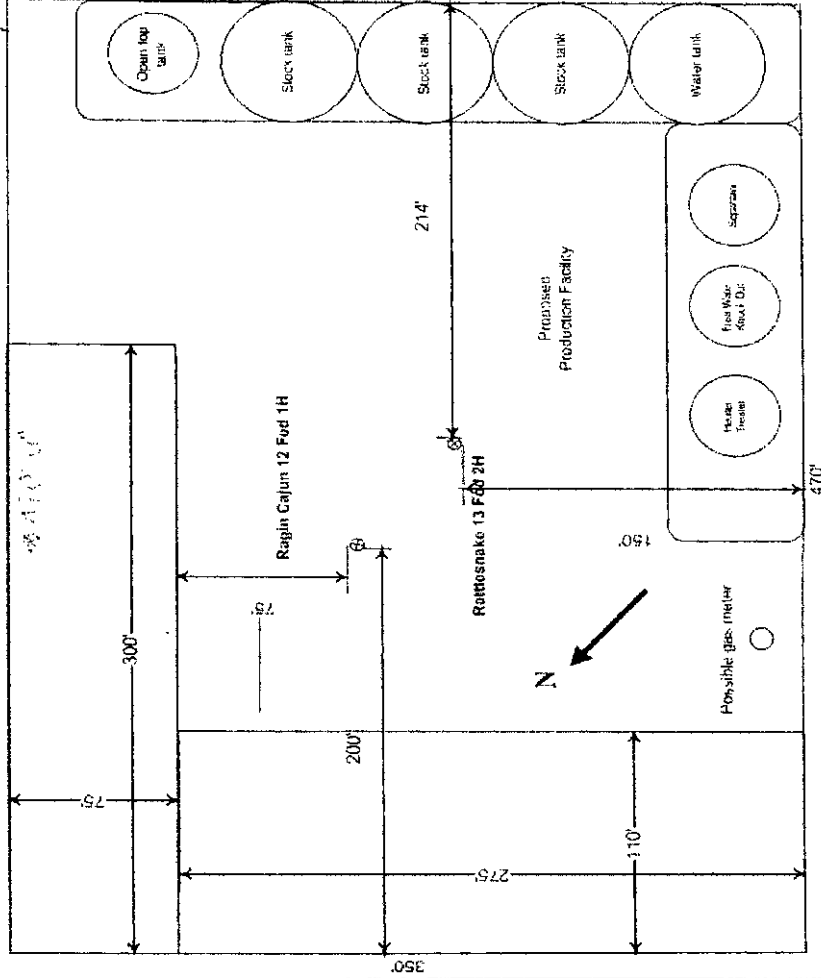 Open top
tank
Stock tank
Stock tank
Stock tank
Water tank
214'
Proposed
Production Facility
Separator
Free Water
Knock Out
Heater
Treater
300'
Ragin Cajun 12 Fed 1H
Rattlesnake 13 Fed 2H
75'
75'
150'
470'
N
Possible gas meter
200'
110'
275'
350'